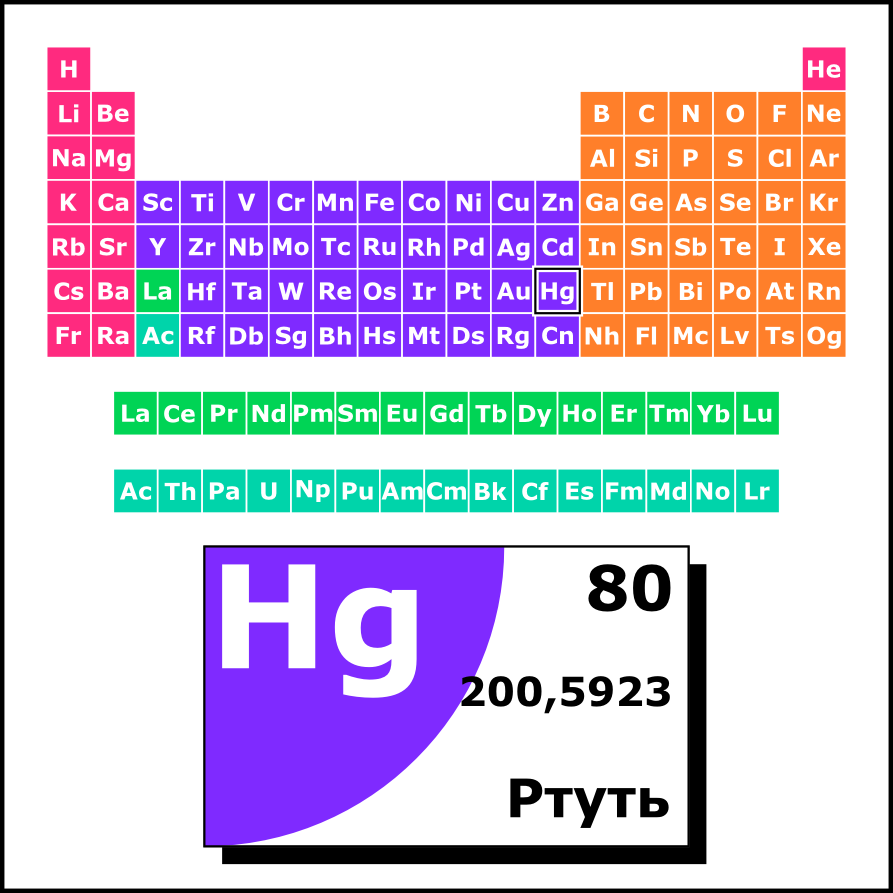 H He
Li Be B C N O F Ne
Na Mg Al Si P S Cl Ar
K Ca Sc Ti V Cr Mn Fe Co Ni Cu Zn Ga Ge As Se Br Kr
Rb Sr Y Zr Nb Mo Tc Ru Rh Pd Ag Cd In Sn Sb Te I Xe
Cs Ba La Hf Ta W Re Os Ir Pt Au Hg Tl Pb Bi Po At Rn
Fr Ra Ac Rf Db Sg Bh Hs Mt Ds Rg Cn Nh Fl Mc Lv Ts Og
La Ce Pr Nd Pm Sm Eu Gd Tb Dy Ho Er Tm Yb Lu
Ac Th Pa U Np Pu Am Cm Bk Cf Es Fm Md No Lr
Hg 80
200,5923
Ртуть